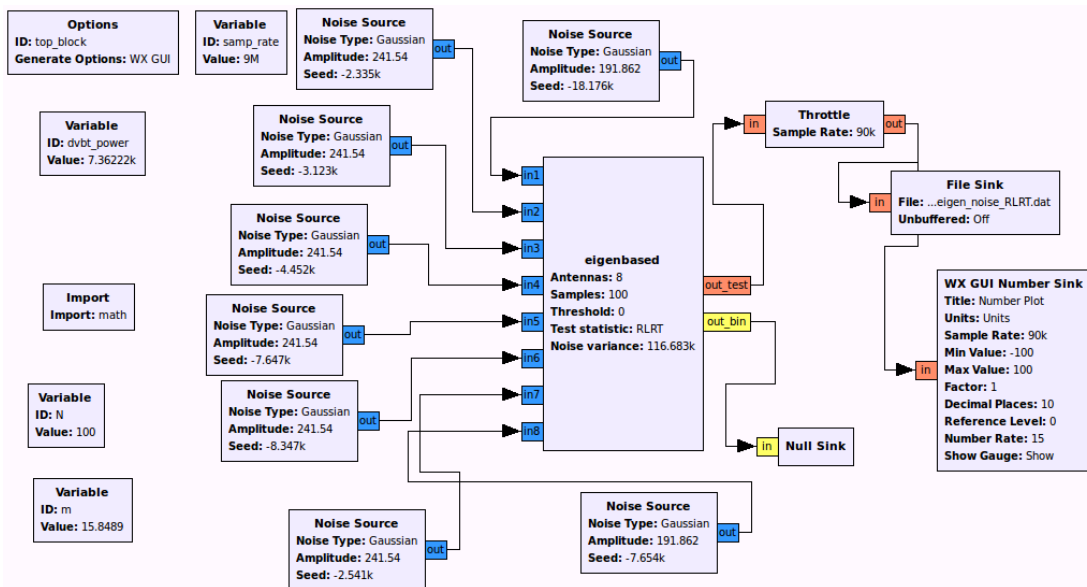 Options
ID: top_block
Generate Options: WX GUI
Variable
ID: samp_rate
Value: 9M
Noise Source
Noise Type: Gaussian
Amplitude: 241.54
Seed: -2.335k
out
Noise Source
Noise Type: Gaussian
Amplitude: 191.862
Seed: -18.176k
out
Variable
ID: dvbt_power
Value: 7.36222k
Noise Source
Noise Type: Gaussian
Amplitude: 241.54
Seed: -3.123k
out
in
Throttle
Sample Rate: 90k
out
in
File Sink
File: ...eigen_noise_RLRT.dat
Unbuffered: Off
Noise Source
Noise Type: Gaussian
Amplitude: 241.54
Seed: -4.452k
out
in1
in2
in3
in4
in5
in6
in7
in8
eigenbased
Antennas: 8
Samples: 100
Threshold: 0
Test statistic: RLRT
Noise variance: 116.683k
out_test
out_bin
Import
Import: math
Noise Source
Noise Type: Gaussian
Amplitude: 241.54
Seed: -7.647k
out
in
WX GUI Number Sink
Title: Number Plot
Units: Units
Sample Rate: 90k
Min Value: -100
Max Value: 100
Factor: 1
Decimal Places: 10
Reference Level: 0
Number Rate: 15
Show Gauge: Show
Variable
ID: N
Value: 100
Noise Source
Noise Type: Gaussian
Amplitude: 241.54
Seed: -8.347k
out
in
Null Sink
Variable
ID: m
Value: 15.8489
Noise Source
Noise Type: Gaussian
Amplitude: 241.54
Seed: -2.541k
out
Noise Source
Noise Type: Gaussian
Amplitude: 191.862
Seed: -7.654k
out